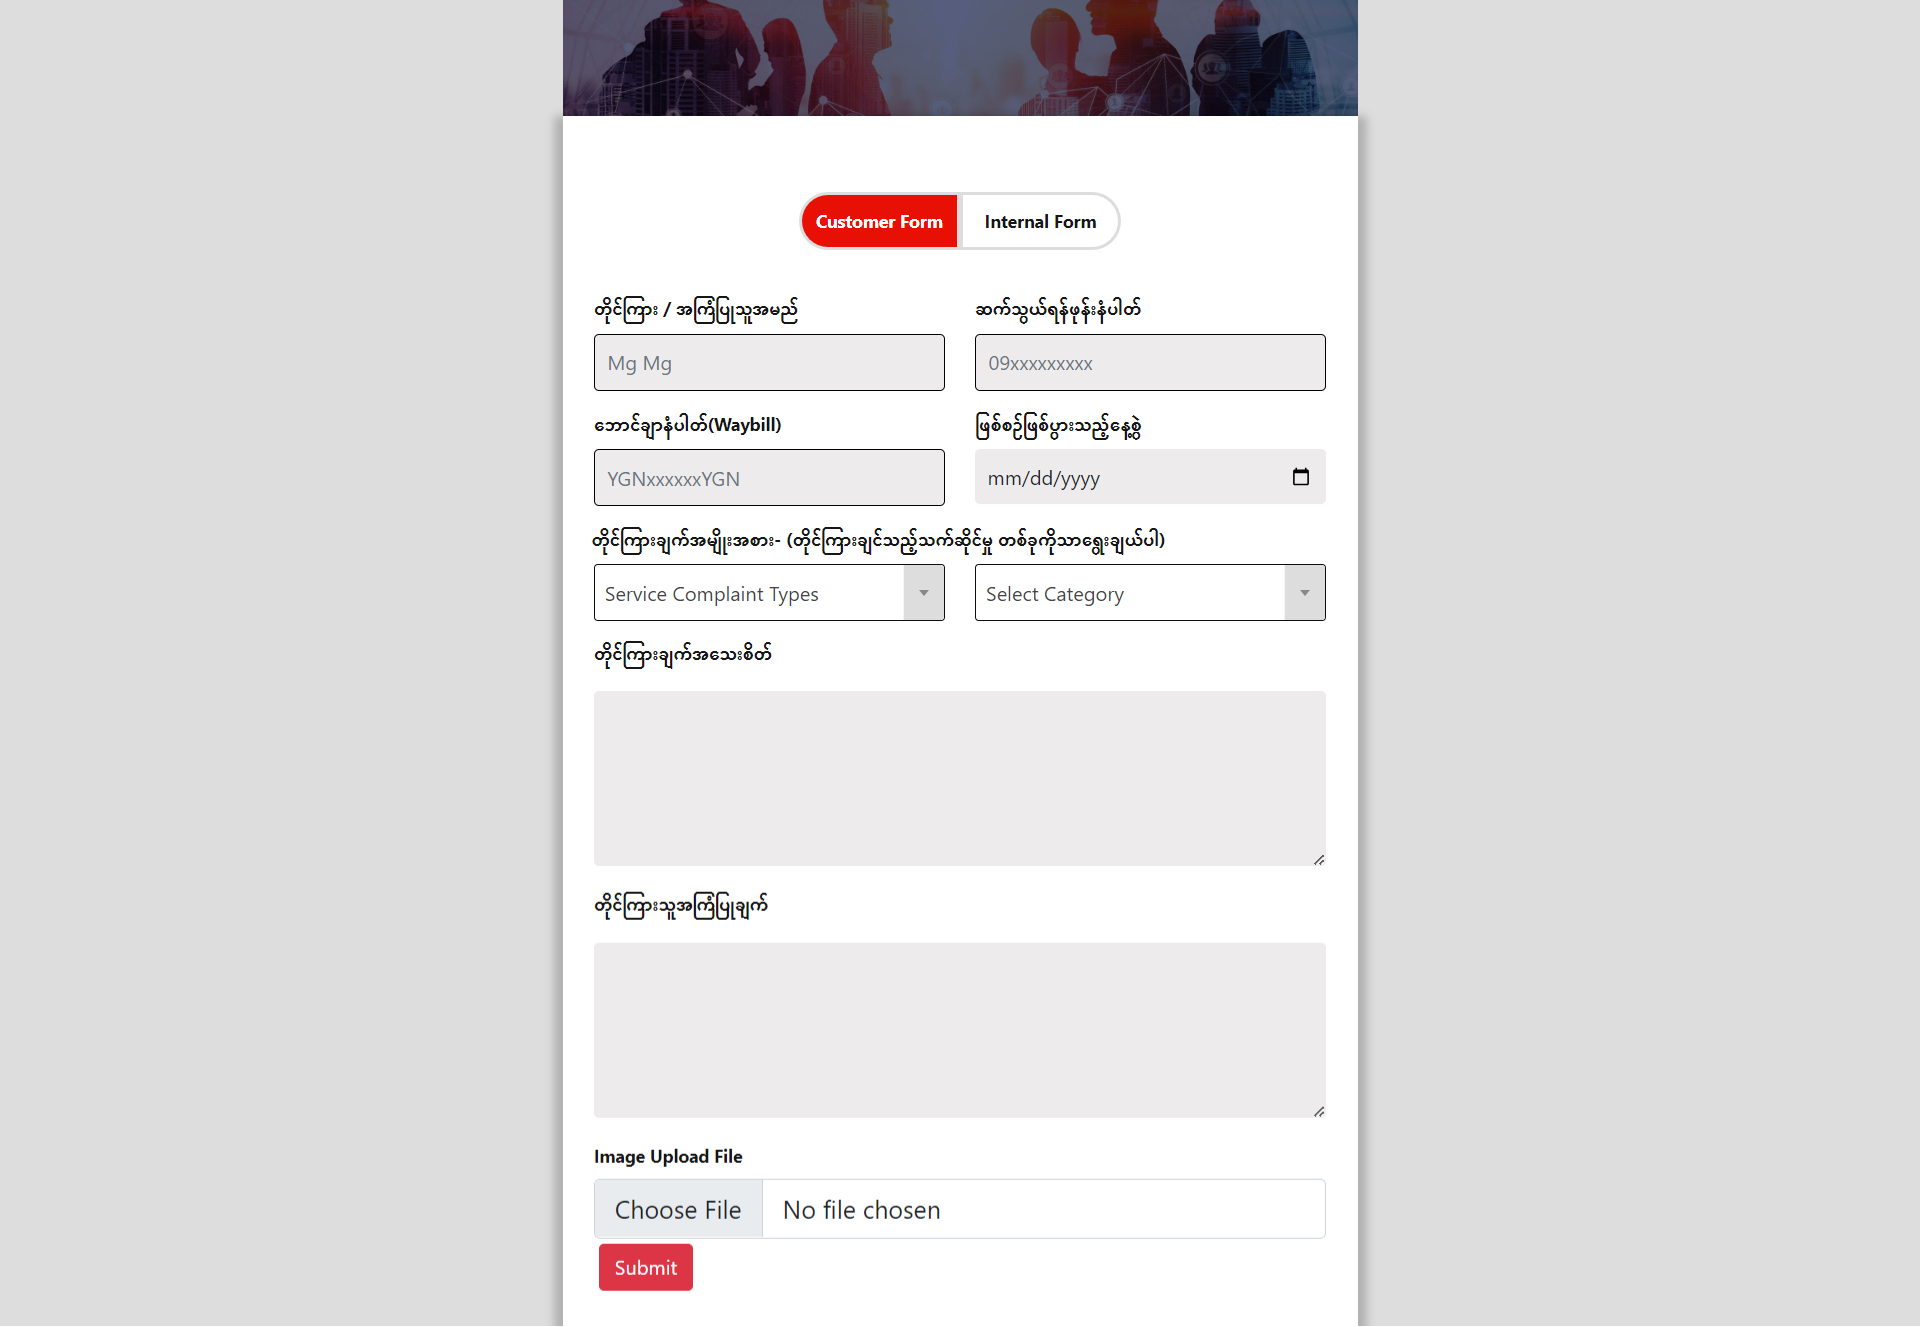 Customer Form
Internal Form
တိုင်ကြား / အကြံပြုသူအမည်
ဆက်သွယ်ရန်ဖုန်းနံပါတ်
Mg Mg
09xxxxxxxxx
ဘောင်ချာနံပါတ်(Waybill)
ဖြစ်စဉ်ဖြစ်ပွားသည့်နေ့စွဲ
YGNxxxxxxYGN
mm/dd/yyyy
တိုင်ကြားချက်အမျိုးအစား- (တိုင်ကြားချင်သည့်သက်ဆိုင်မှု တစ်ခုကိုသာရွေးချယ်ပါ)
Service Complaint Types
Select Category
တိုင်ကြားချက်အသေးစိတ်
တိုင်ကြားသူအကြံပြုချက်
Image Upload File
Choose File
No file chosen
Submit